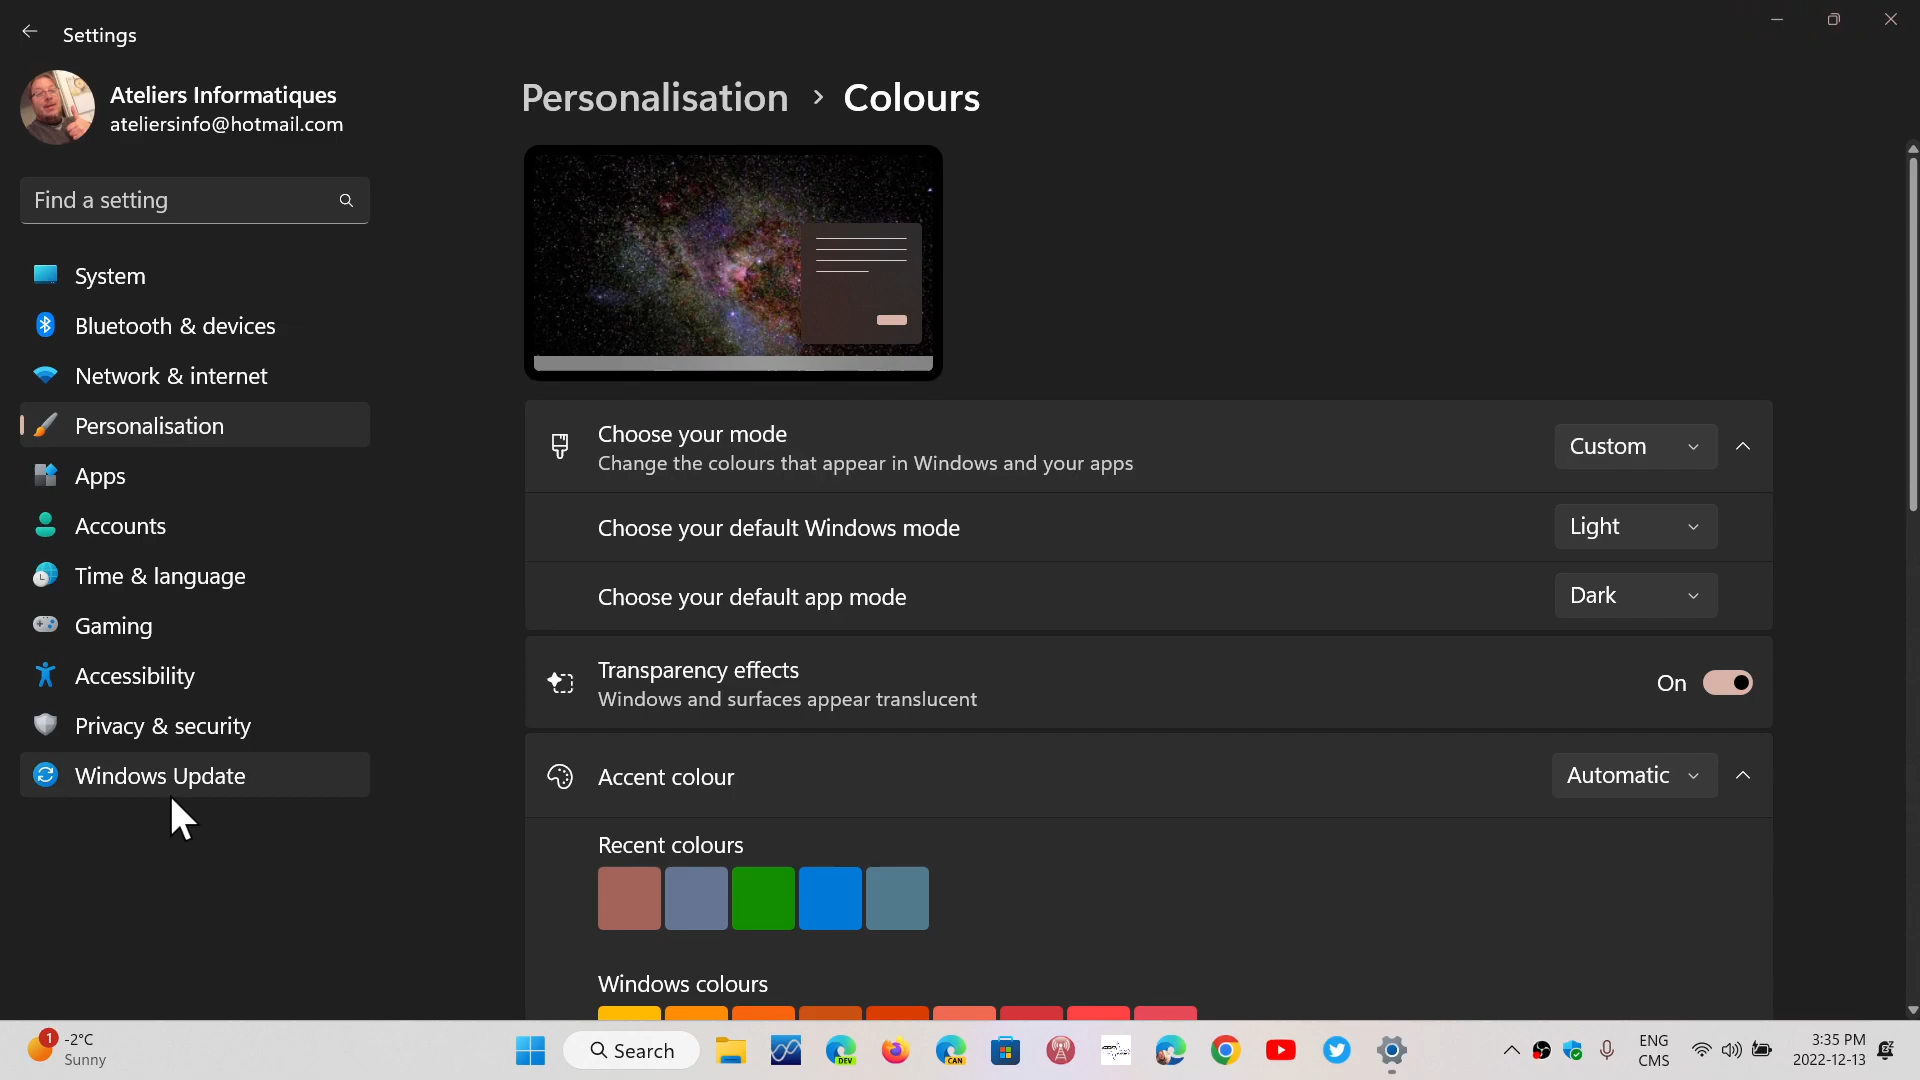 Settings
Ateliers Informatiques
ateliersinfo@hotmail.com
Find a setting
System
Bluetooth & devices
Network & internet
Personalisation
Apps
Accounts
Time & language
Gaming
Accessibility
Privacy & security
Windows Update
Personalisation > Colours
Choose your mode
Change the colours that appear in Windows and your apps
Custom
Choose your default Windows mode
Light
Choose your default app mode
Dark
Transparency effects
Windows and surfaces appear translucent
On
Accent colour
Automatic
Recent colours
Windows colours
1
-2°C
Sunny
Search
DEV
CAN
ENG
CMS
3:35 PM
2022-12-13